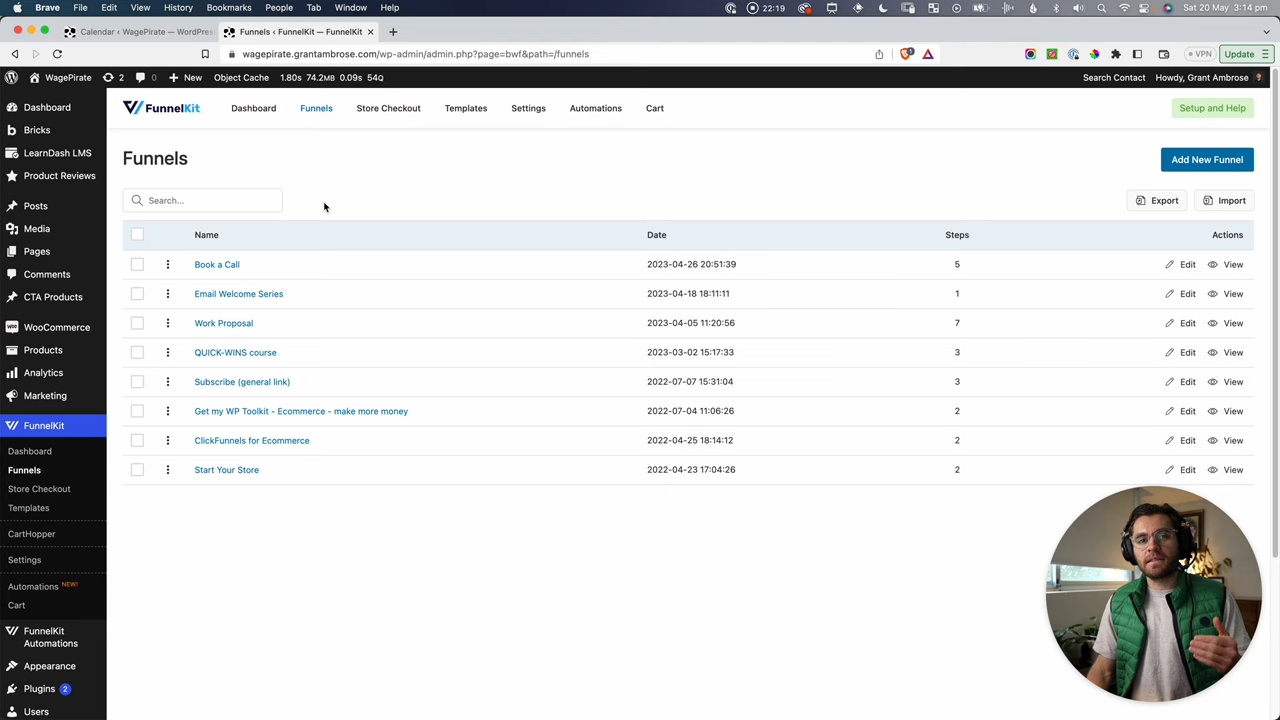 Brave File Edit View History Bookmarks People Tab Window Help 22:19 Sat 20 May 3:14 pm
Calendar ‹ WagePirate — WordPres
Funnels ‹ FunnelKit — FunnelKit
wagepirate.grantambrose.com/wp-admin/admin.php?page=bwf&path=/funnels
1
VPN
Update
WagePirate 2 0 New Object Cache 1.80s 74.2MB 0.09s 54Q
Search Contact Howdy, Grant Ambrose
Dashboard
Bricks
LearnDash LMS
Product Reviews
Posts
Media
Pages
Comments
CTA Products
WooCommerce
Products
Analytics
Marketing
FunnelKit
Dashboard
Funnels
Store Checkout
Templates
CartHopper
Settings
Automations NEW!
Cart
FunnelKit
Automations
Appearance
Plugins 2
Users
FunnelKit
Dashboard Funnels Store Checkout Templates Settings Automations Cart
Setup and Help
Funnels
Add New Funnel
Search...
Export Import
Name Date Steps Actions
Book a Call 2023-04-26 20:51:39 5 Edit View
Email Welcome Series 2023-04-18 18:11:11 1 Edit View
Work Proposal 2023-04-05 11:20:56 7 Edit View
QUICK-WINS course 2023-03-02 15:17:33 3 Edit View
Subscribe (general link) 2022-07-07 15:31:04 3 Edit View
Get my WP Toolkit - Ecommerce - make more money 2022-07-04 11:06:26 2 Edit View
ClickFunnels for Ecommerce 2022-04-25 18:14:12 2 Edit View
Start Your Store 2022-04-23 17:04:26 2 Edit View